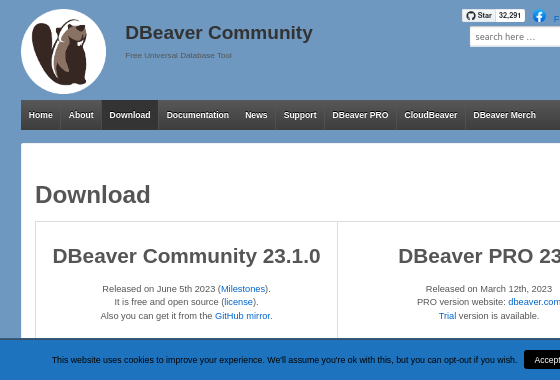 DBeaver Community
Free Universal Database Tool
Star 32,291
search here ...
Home About Download Documentation News Support DBeaver PRO CloudBeaver DBeaver Merch
Download
DBeaver Community 23.1.0
Released on June 5th 2023 (Milestones).
It is free and open source (license).
Also you can get it from the GitHub mirror.
DBeaver PRO 23
Released on March 12th, 2023
PRO version website: dbeaver.com
Trial version is available.
This website uses cookies to improve your experience. We'll assume you're ok with this, but you can opt-out if you wish. Accept